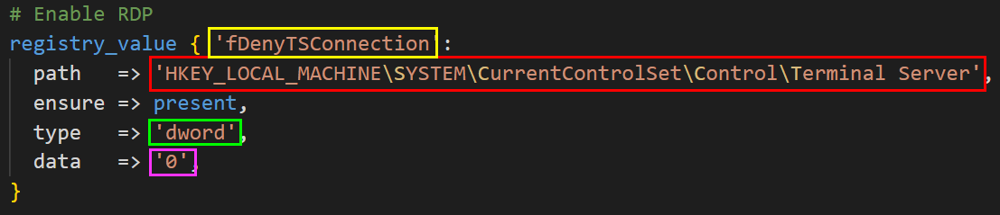 # Enable RDP
registry_value { 'fDenyTSConnection':
  path   => 'HKEY_LOCAL_MACHINE\SYSTEM\CurrentControlSet\Control\Terminal Server',
  ensure => present,
  type   => 'dword',
  data   => '0',
}